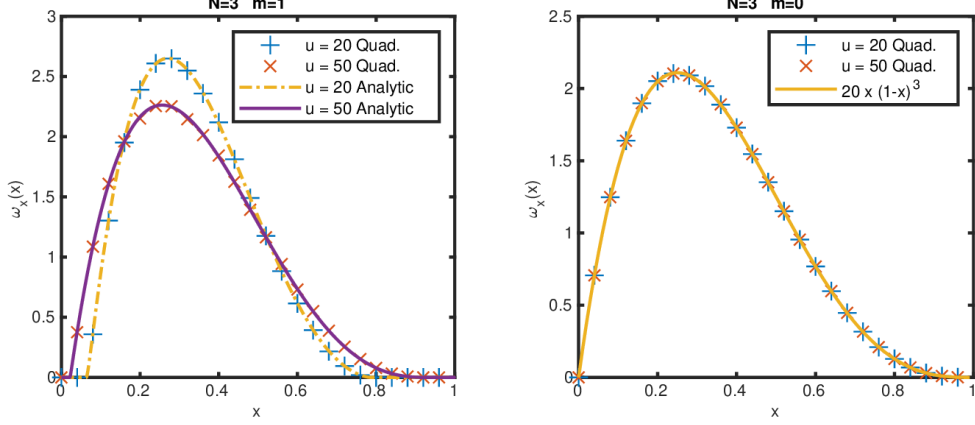 N=3 m=1
3
2.5
2
1.5
1
0.5
0
0 0.2 0.4 0.6 0.8 1
x
ω_x(x)
u = 20 Quad.
u = 50 Quad.
u = 20 Analytic
u = 50 Analytic
N=3 m=0
2.5
2
1.5
1
0.5
0
0 0.2 0.4 0.6 0.8 1
x
ω_x(x)
u = 20 Quad.
u = 50 Quad.
20 x (1-x)^3